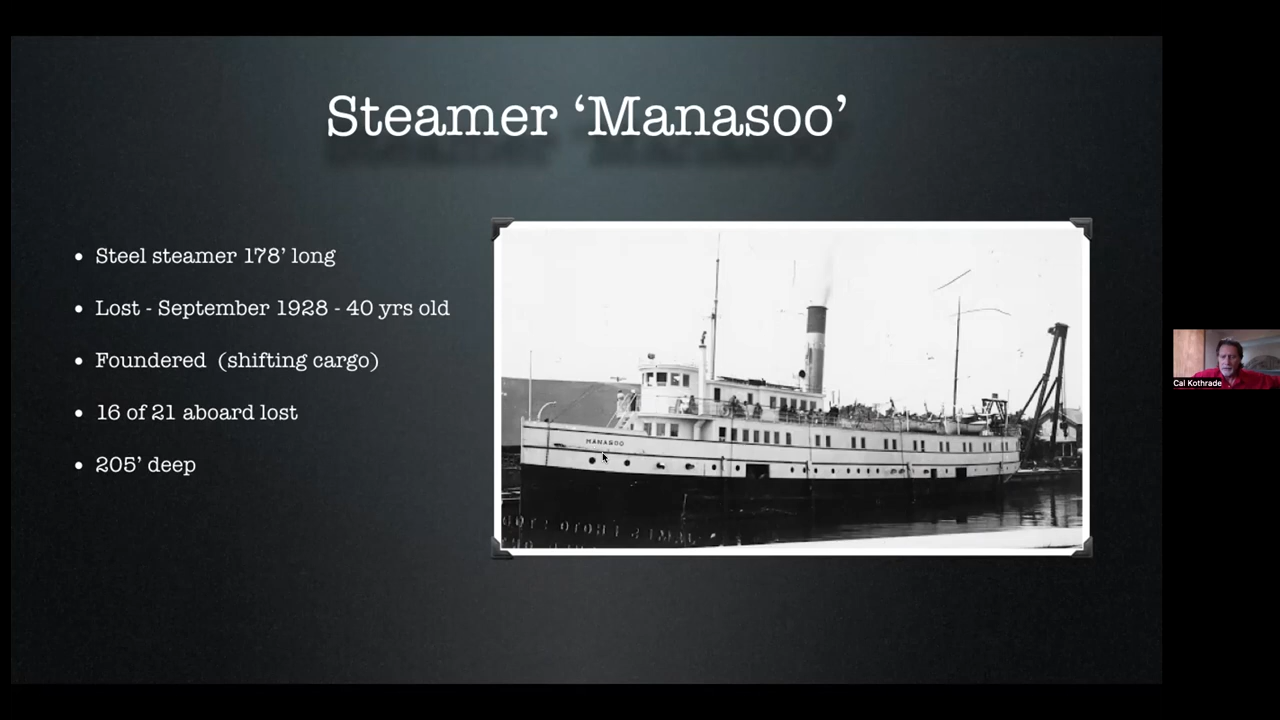 Steamer ‘Manasoo’
• Steel steamer 178’ long
• Lost - September 1928 - 40 yrs old
• Foundered (shifting cargo)
• 16 of 21 aboard lost
• 205’ deep
MANASOO
Cal Kothrade